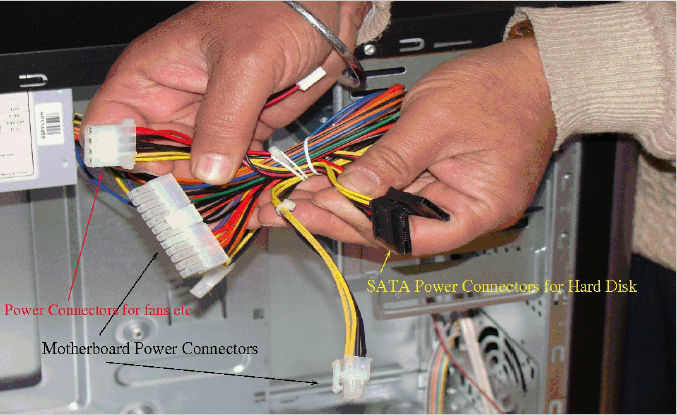 SATA Power Connectors for Hard Disk
Power Connectors for fans etc
Motherboard Power Connectors